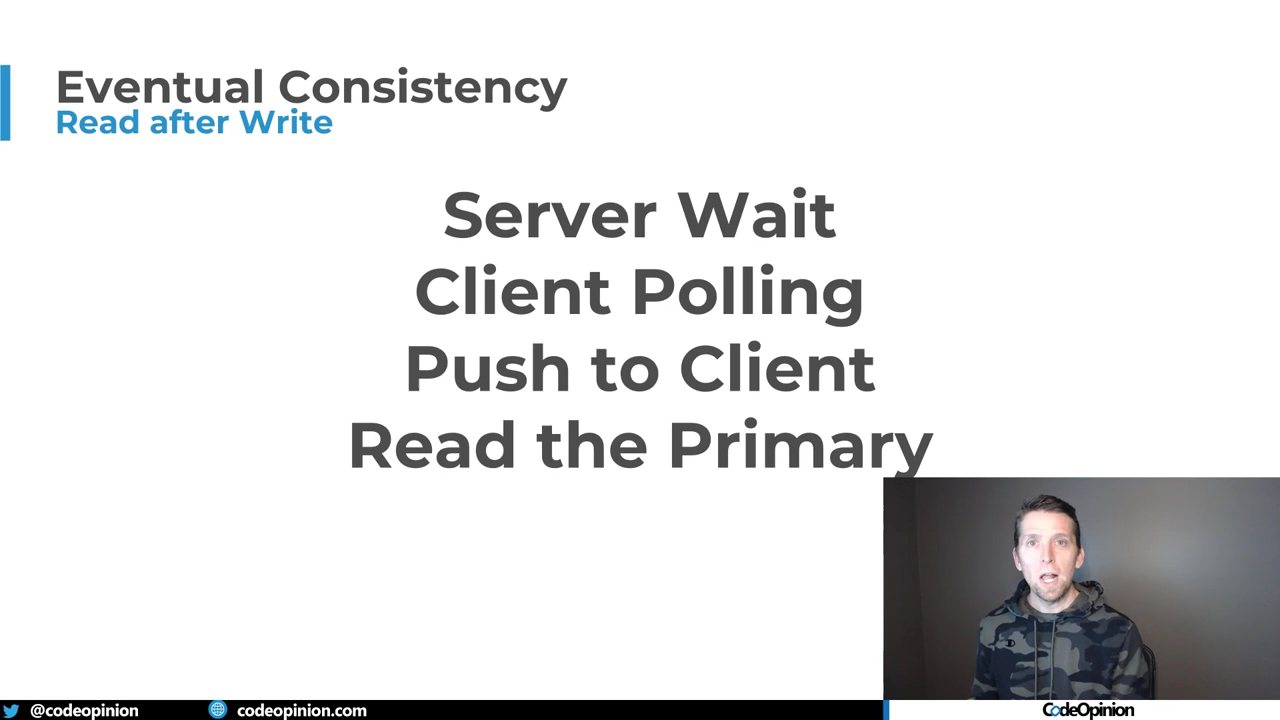 Eventual Consistency
Read after Write
Server Wait
Client Polling
Push to Client
Read the Primary
@codeopinion
codeopinion.com
CodeOpinion